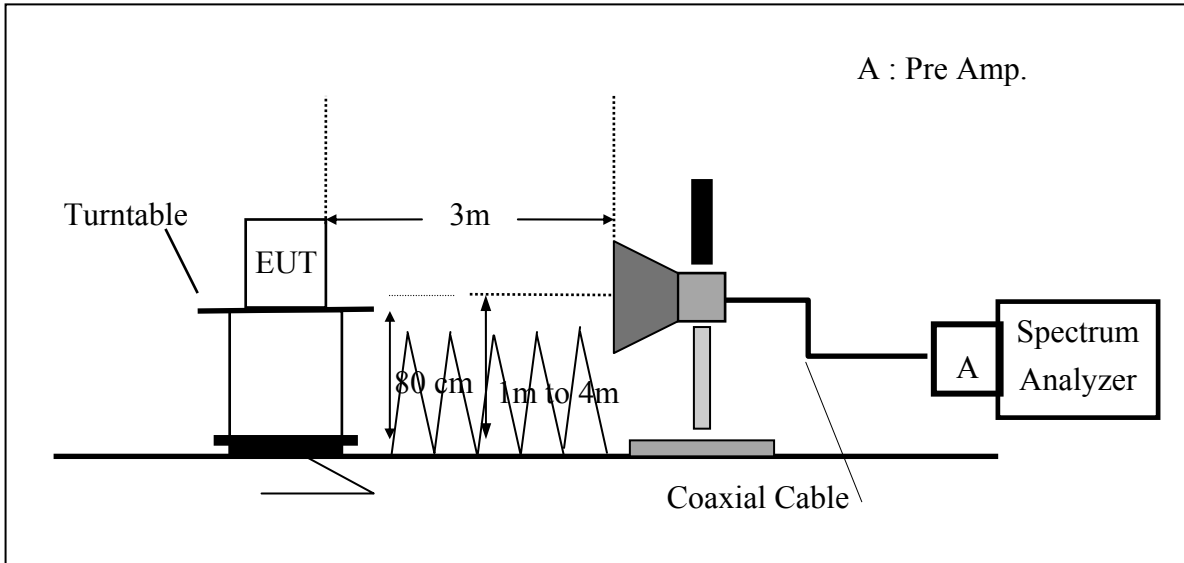 A : Pre Amp.
Turntable
3m
EUT
80 cm
1m to 4m
A
Spectrum
Analyzer
Coaxial Cable